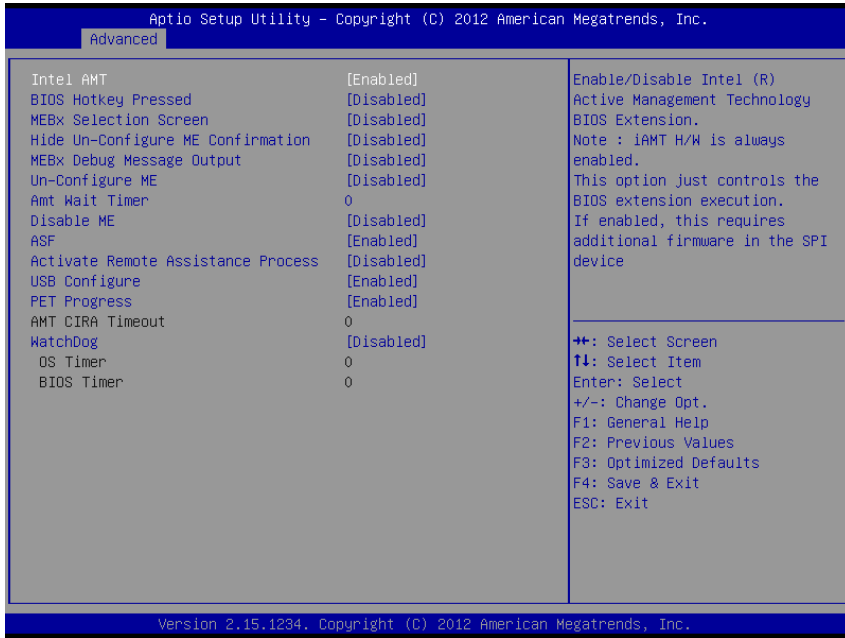 Aptio Setup Utility – Copyright (C) 2012 American Megatrends, Inc.
Advanced
Intel AMT [Enabled]
BIOS Hotkey Pressed [Disabled]
MEBx Selection Screen [Disabled]
Hide Un-Configure ME Confirmation [Disabled]
MEBx Debug Message Output [Disabled]
Un-Configure ME [Disabled]
Amt Wait Timer 0
Disable ME [Disabled]
ASF [Enabled]
Activate Remote Assistance Process [Disabled]
USB Configure [Enabled]
PET Progress [Enabled]
AMT CIRA Timeout 0
WatchDog [Disabled]
OS Timer 0
BIOS Timer 0
Enable/Disable Intel (R)
Active Management Technology
BIOS Extension.
Note : iAMT H/W is always
enabled.
This option just controls the
BIOS extension execution.
If enabled, this requires
additional firmware in the SPI
device
→←: Select Screen
↑↓: Select Item
Enter: Select
+/-: Change Opt.
F1: General Help
F2: Previous Values
F3: Optimized Defaults
F4: Save & Exit
ESC: Exit
Version 2.15.1234. Copyright (C) 2012 American Megatrends, Inc.